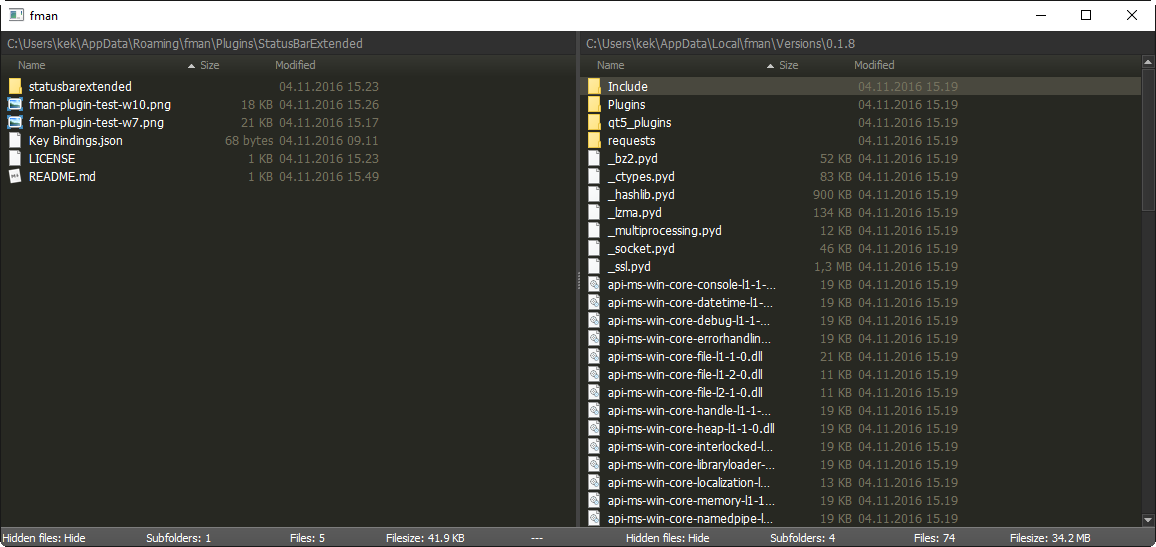 fman
C:\Users\kek\AppData\Roaming\fman\Plugins\StatusBarExtended
Name Size Modified
statusbarextended 04.11.2016 15.23
fman-plugin-test-w10.png 18 KB 04.11.2016 15.26
fman-plugin-test-w7.png 21 KB 04.11.2016 15.17
Key Bindings.json 68 bytes 04.11.2016 09.11
LICENSE 1 KB 04.11.2016 15.23
README.md 1 KB 04.11.2016 15.49
C:\Users\kek\AppData\Local\fman\Versions\0.1.8
Name Size Modified
Include 04.11.2016 15.19
Plugins 04.11.2016 15.19
qt5_plugins 04.11.2016 15.19
requests 04.11.2016 15.19
_bz2.pyd 52 KB 04.11.2016 15.19
_ctypes.pyd 83 KB 04.11.2016 15.19
_hashlib.pyd 900 KB 04.11.2016 15.19
_lzma.pyd 134 KB 04.11.2016 15.19
_multiprocessing.pyd 12 KB 04.11.2016 15.19
_socket.pyd 46 KB 04.11.2016 15.19
_ssl.pyd 1,3 MB 04.11.2016 15.19
api-ms-win-core-console-l1-1-... 19 KB 04.11.2016 15.19
api-ms-win-core-datetime-l1-... 19 KB 04.11.2016 15.19
api-ms-win-core-debug-l1-1-... 19 KB 04.11.2016 15.19
api-ms-win-core-errorhandlin... 19 KB 04.11.2016 15.19
api-ms-win-core-file-l1-1-0.dll 21 KB 04.11.2016 15.19
api-ms-win-core-file-l1-2-0.dll 11 KB 04.11.2016 15.19
api-ms-win-core-file-l2-1-0.dll 11 KB 04.11.2016 15.19
api-ms-win-core-handle-l1-1-... 19 KB 04.11.2016 15.19
api-ms-win-core-heap-l1-1-0.dll 19 KB 04.11.2016 15.19
api-ms-win-core-interlocked-l... 19 KB 04.11.2016 15.19
api-ms-win-core-libraryloader-... 19 KB 04.11.2016 15.19
api-ms-win-core-localization-l... 13 KB 04.11.2016 15.19
api-ms-win-core-memory-l1-1... 19 KB 04.11.2016 15.19
api-ms-win-core-namedpipe-l... 19 KB 04.11.2016 15.19
Hidden files: Hide Subfolders: 1 Files: 5 Filesize: 41.9 KB --- Hidden files: Hide Subfolders: 4 Files: 74 Filesize: 34.2 MB